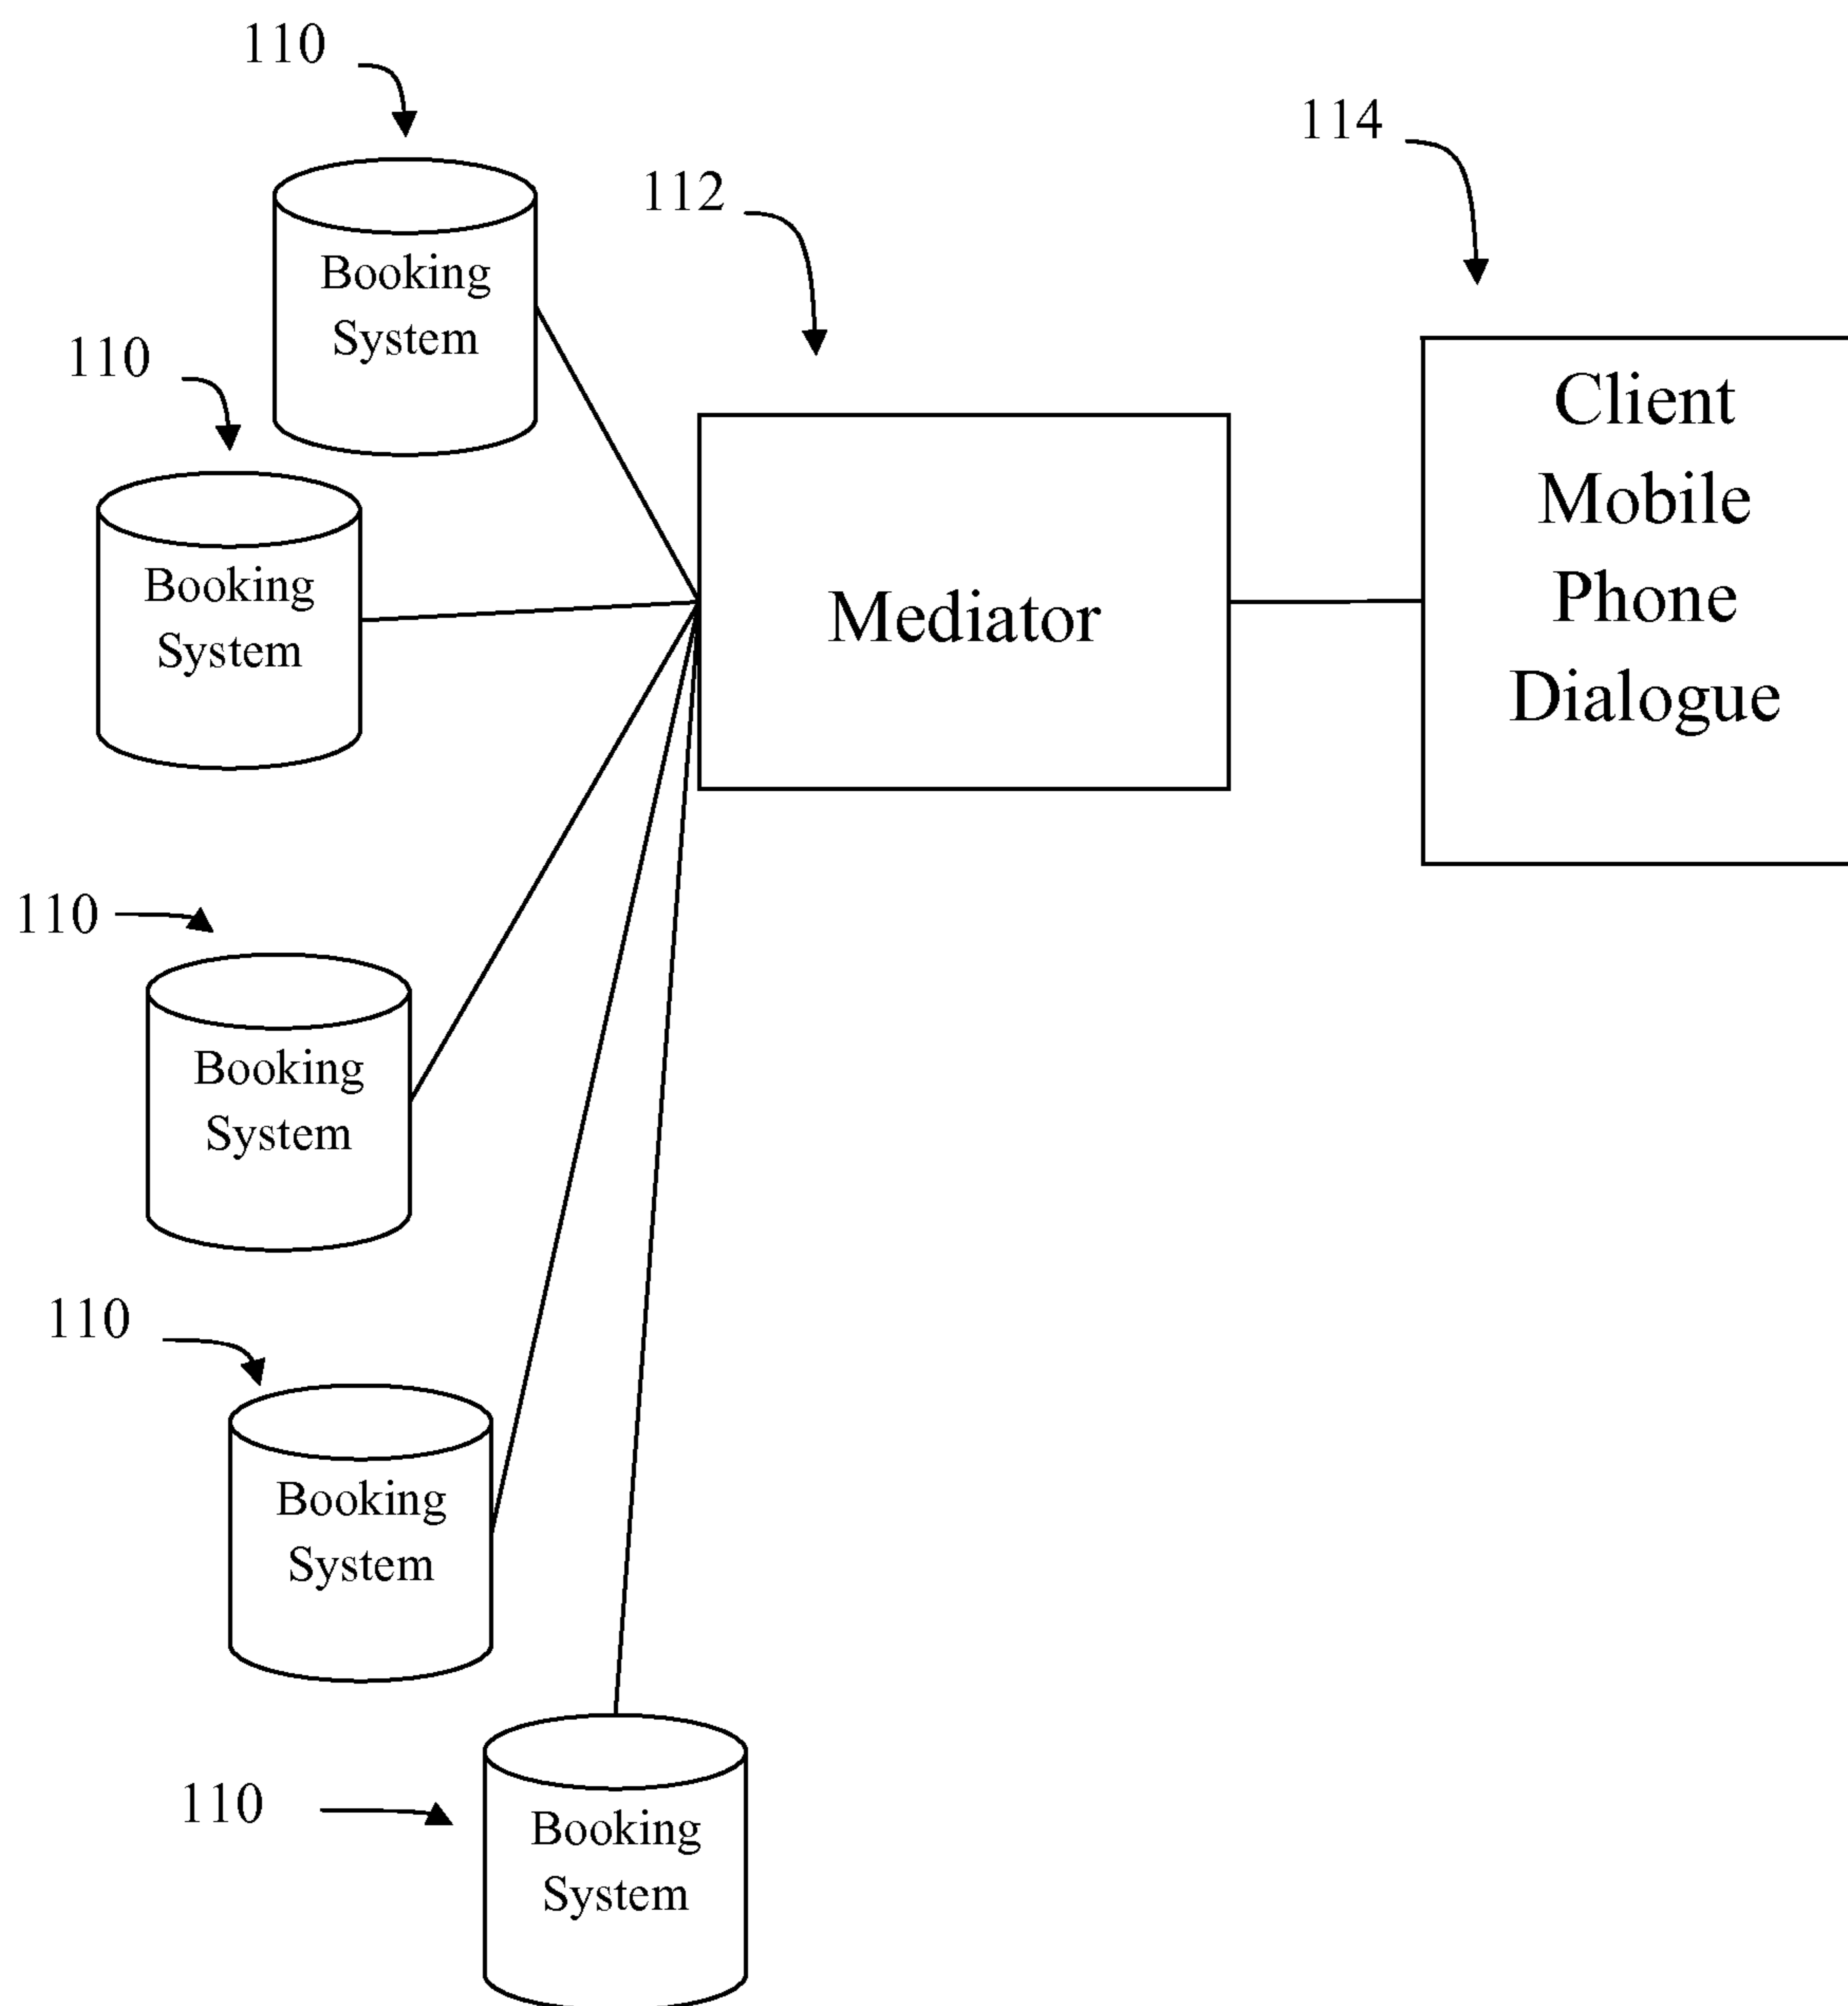 110
114
112
Booking
System
110
Client
Mobile
Phone
Dialogue
Booking
System
Mediator
110
Booking
System
110
Booking
System
110
Booking
System